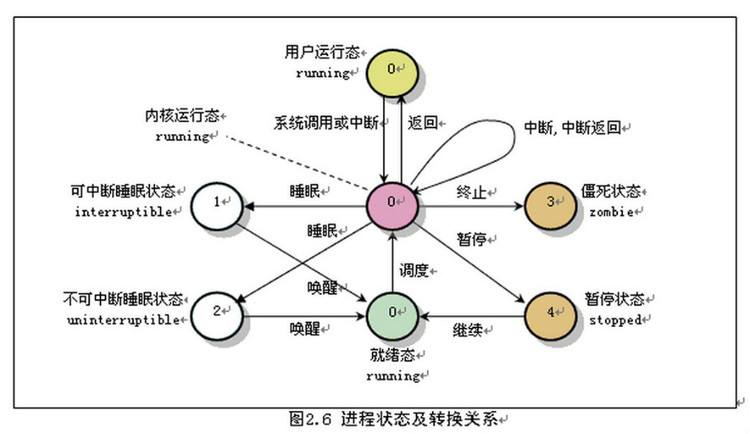 用户运行态
running
0
系统调用或中断
返回
中断, 中断返回
内核运行态
running
可中断睡眠状态
interruptible
1
睡眠
0
终止
3
僵死状态
zombie
睡眠
暂停
唤醒
调度
不可中断睡眠状态
uninterruptible
2
唤醒
0
继续
4
暂停状态
stopped
就绪态
running
图2.6 进程状态及转换关系